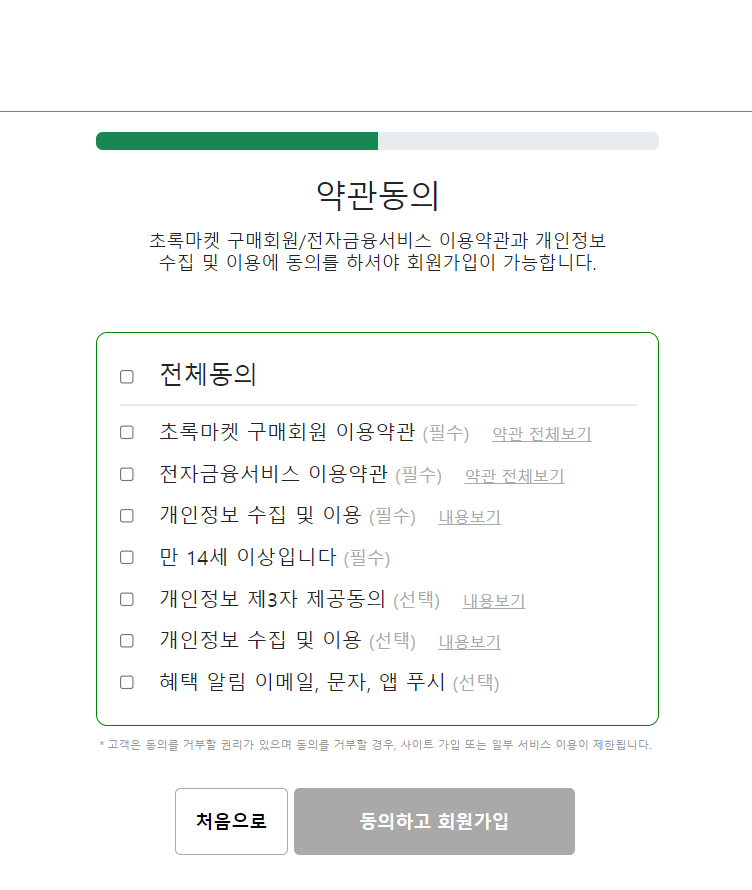 약관동의
초록마켓 구매회원/전자금융서비스 이용약관과 개인정보
수집 및 이용에 동의를 하셔야 회원가입이 가능합니다.
전체동의
초록마켓 구매회원 이용약관 (필수) 약관 전체보기
전자금융서비스 이용약관 (필수) 약관 전체보기
개인정보 수집 및 이용 (필수) 내용보기
만 14세 이상입니다 (필수)
개인정보 제3자 제공동의 (선택) 내용보기
개인정보 수집 및 이용 (선택) 내용보기
혜택 알림 이메일, 문자, 앱 푸시 (선택)
* 고객은 동의를 거부할 권리가 있으며 동의를 거부할 경우, 사이트 가입 또는 일부 서비스 이용이 제한됩니다.
처음으로 동의하고 회원가입